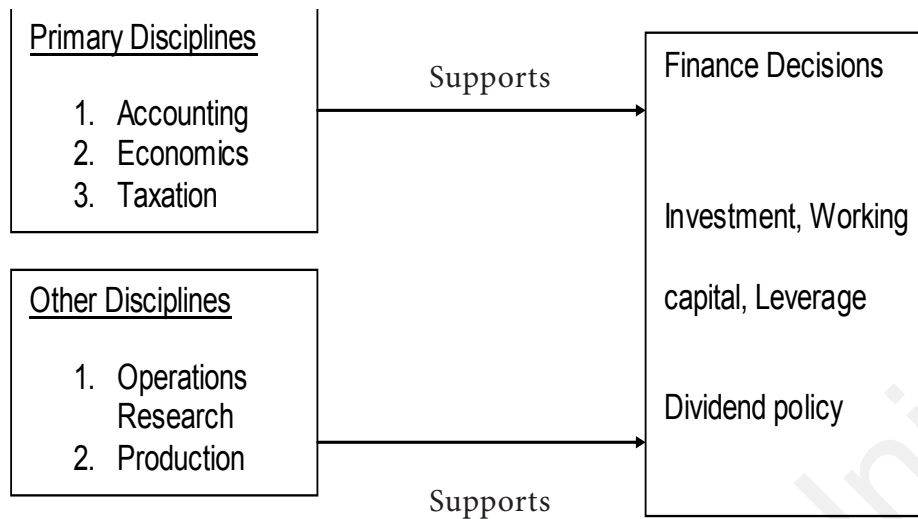 Primary Disciplines
1. Accounting
2. Economics
3. Taxation
Supports
Finance Decisions
Investment, Working
capital, Leverage
Dividend policy
Other Disciplines
1. Operations
Research
2. Production
Supports